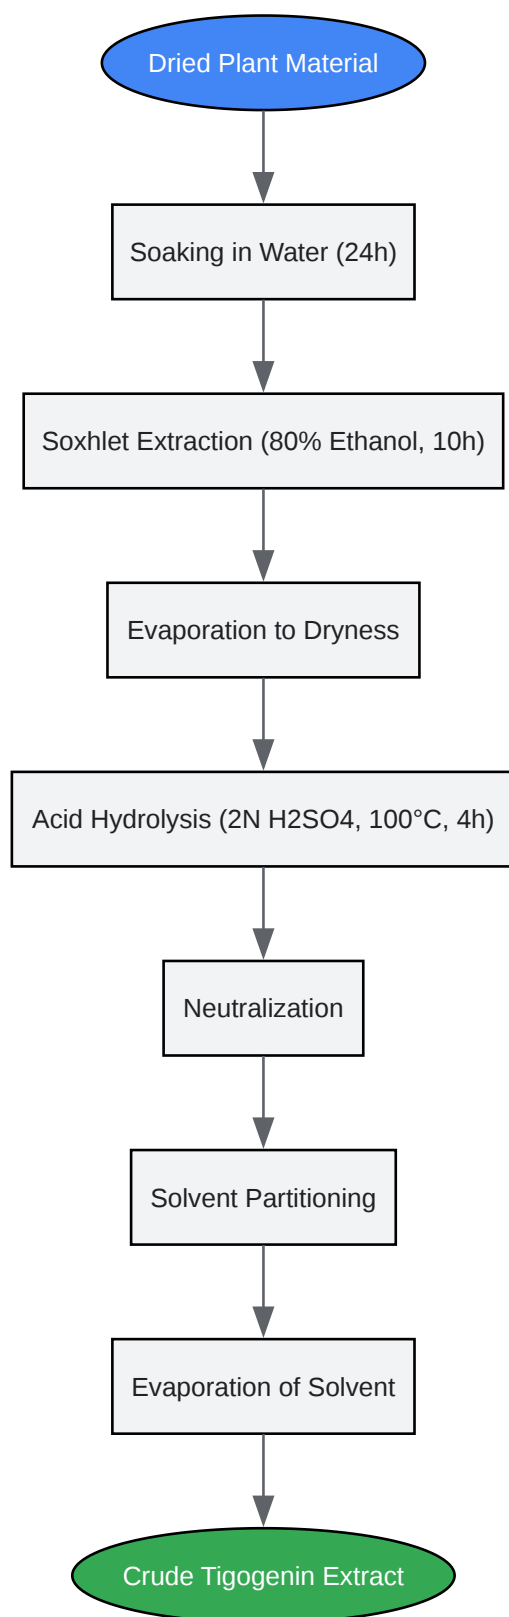 Dried Plant Material
Soaking in Water (24h)
Soxhlet Extraction (80% Ethanol, 10h)
Evaporation to Dryness
Acid Hydrolysis (2N H2SO4, 100°C, 4h)
Neutralization
Solvent Partitioning
Evaporation of Solvent
Crude Tigogenin Extract